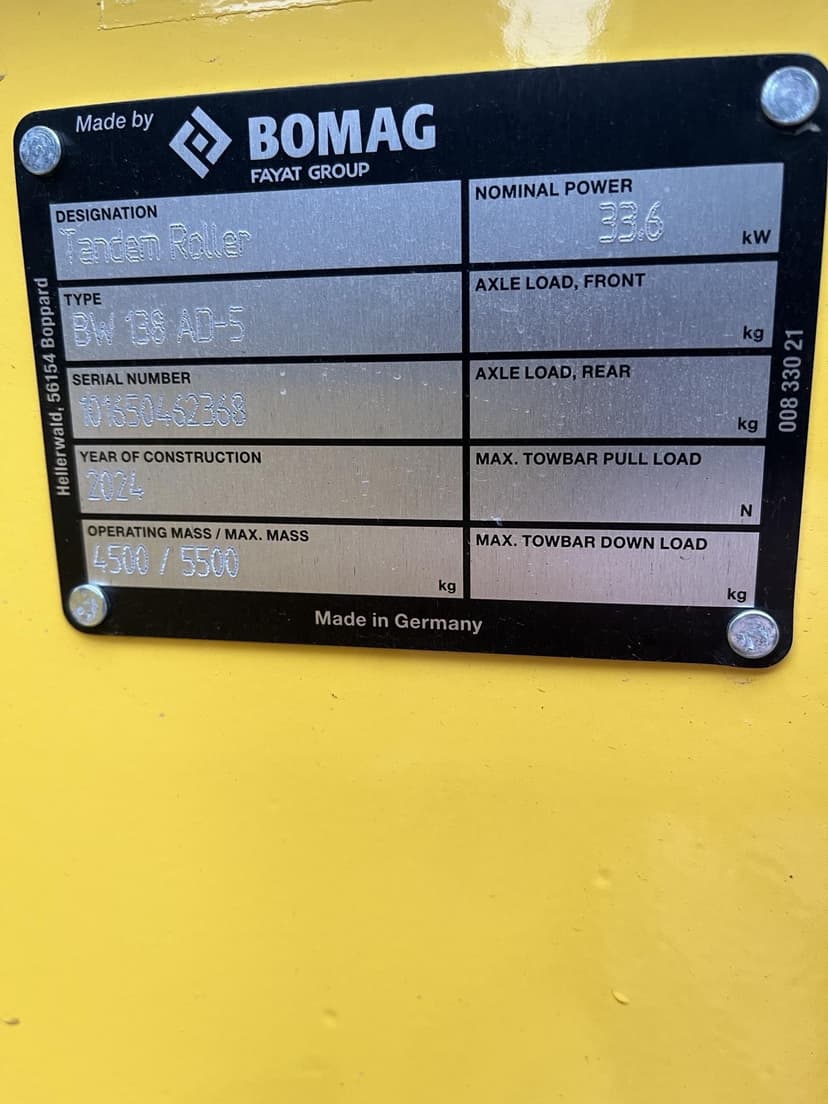 Made by
BOMAG
FAYAT GROUP
DESIGNATION
Tandem Roller
TYPE
BW 138 AD-5
SERIAL NUMBER
101650462368
YEAR OF CONSTRUCTION
2024
OPERATING MASS / MAX. MASS
4500 / 5500
kg
NOMINAL POWER
33.6
kW
AXLE LOAD, FRONT
kg
AXLE LOAD, REAR
kg
MAX. TOWBAR PULL LOAD
N
MAX. TOWBAR DOWN LOAD
kg
Made in Germany
Hellerwald, 56154 Boppard
008 330 21